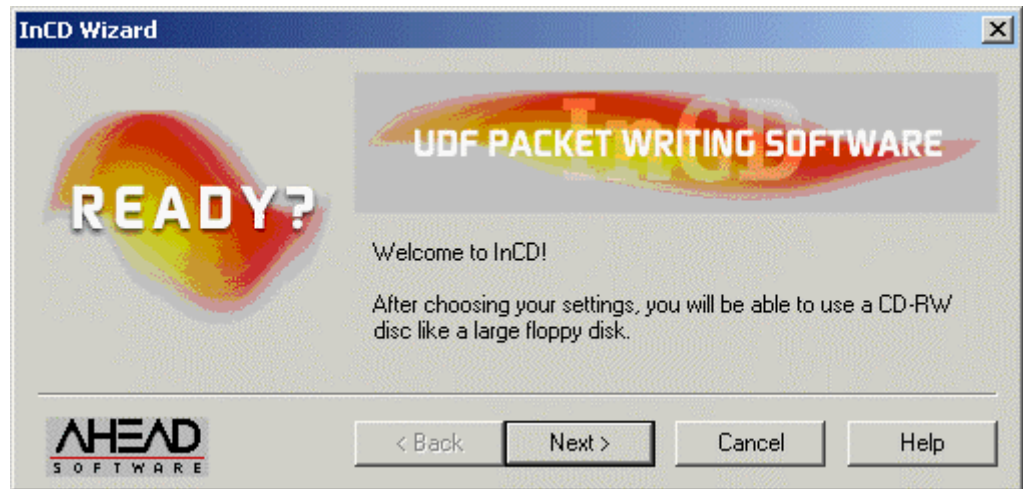 InCD Wizard
READY?
InCD
UDF PACKET WRITING SOFTWARE
Welcome to InCD!
After choosing your settings, you will be able to use a CD-RW
disc like a large floppy disk.
AHEAD
SOFTWARE
< Back
Next >
Cancel
Help